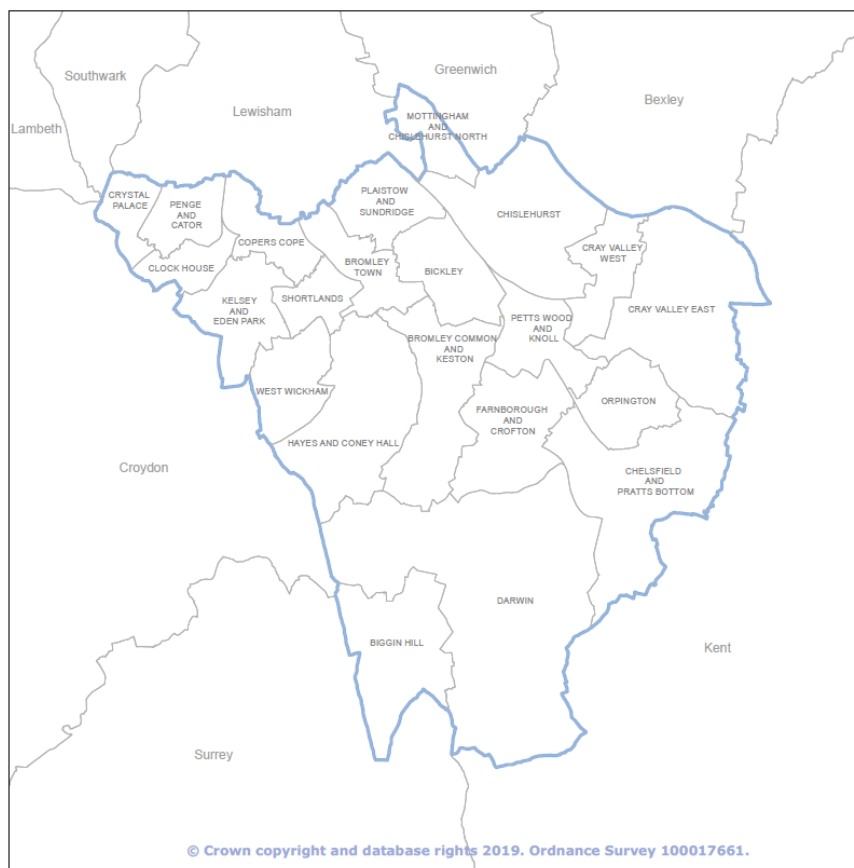 Southwark
Greenwich
Bexley
Lewisham
Lambeth
MOTTINGHAM
AND
CHISLEHURST NORTH
CRYSTAL
PALACE
PENGE
AND
CATOR
PLAISTOW
AND
SUNDRIDGE
CHISLEHURST
COPERS COPE
CLOCK HOUSE
BROMLEY
TOWN
BICKLEY
CRAY VALLEY
WEST
KELSEY
AND
EDEN PARK
SHORTLANDS
CRAY VALLEY EAST
PETTS WOOD
AND
KNOLL
BROMLEY COMMON
AND
KESTON
WEST WICKHAM
FARNBOROUGH
AND
CROFTON
ORPINGTON
HAYES AND CONEY HALL
Croydon
CHELSFIELD
AND
PRATTS BOTTOM
DARWIN
BIGGIN HILL
Kent
Surrey
© Crown copyright and database rights 2019. Ordnance Survey 100017661.